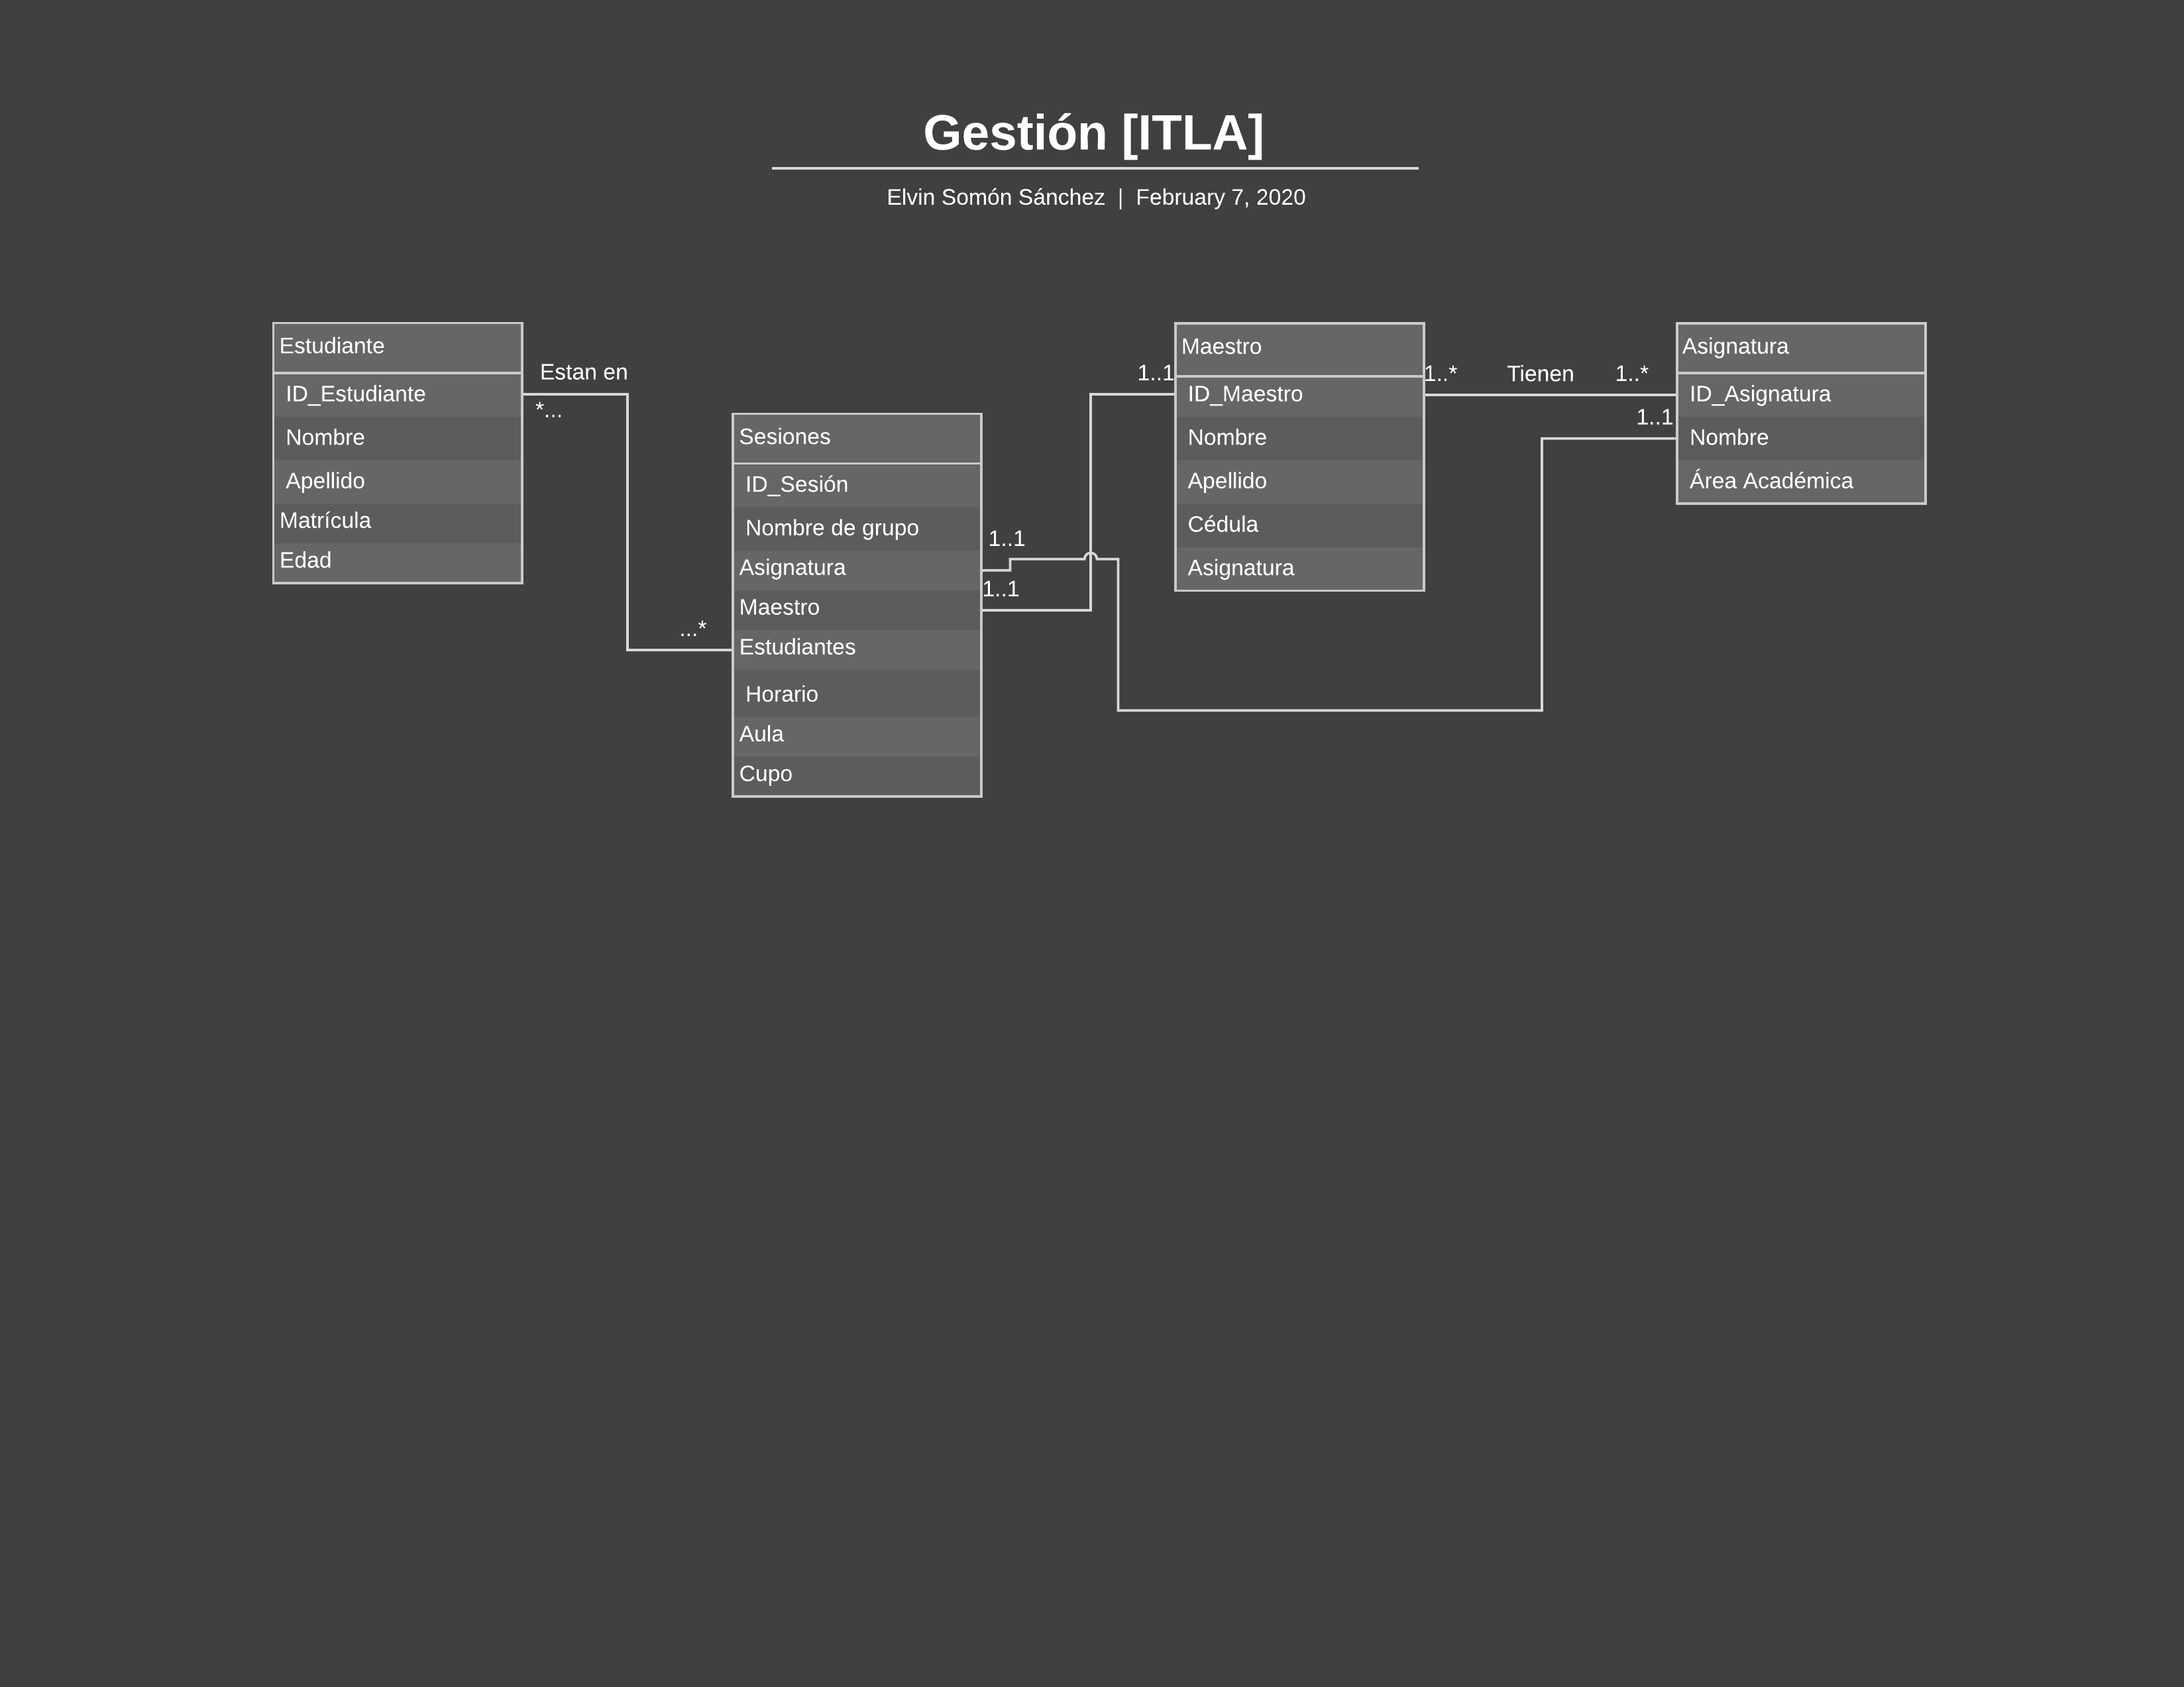 Gestión [ITLA]
Elvin Somón Sánchez | February 7, 2020
Estudiante
ID_Estudiante
Nombre
Apellido
Matrícula
Edad
Estan en
*...
...*
Sesiones
ID_Sesión
Nombre de grupo
Asignatura
Maestro
Estudiantes
Horario
Aula
Cupo
1..1
1..1
1..1
Maestro
ID_Maestro
Nombre
Apellido
Cédula
Asignatura
1..*
Tienen
1..*
1..1
Asignatura
ID_Asignatura
Nombre
Área Académica